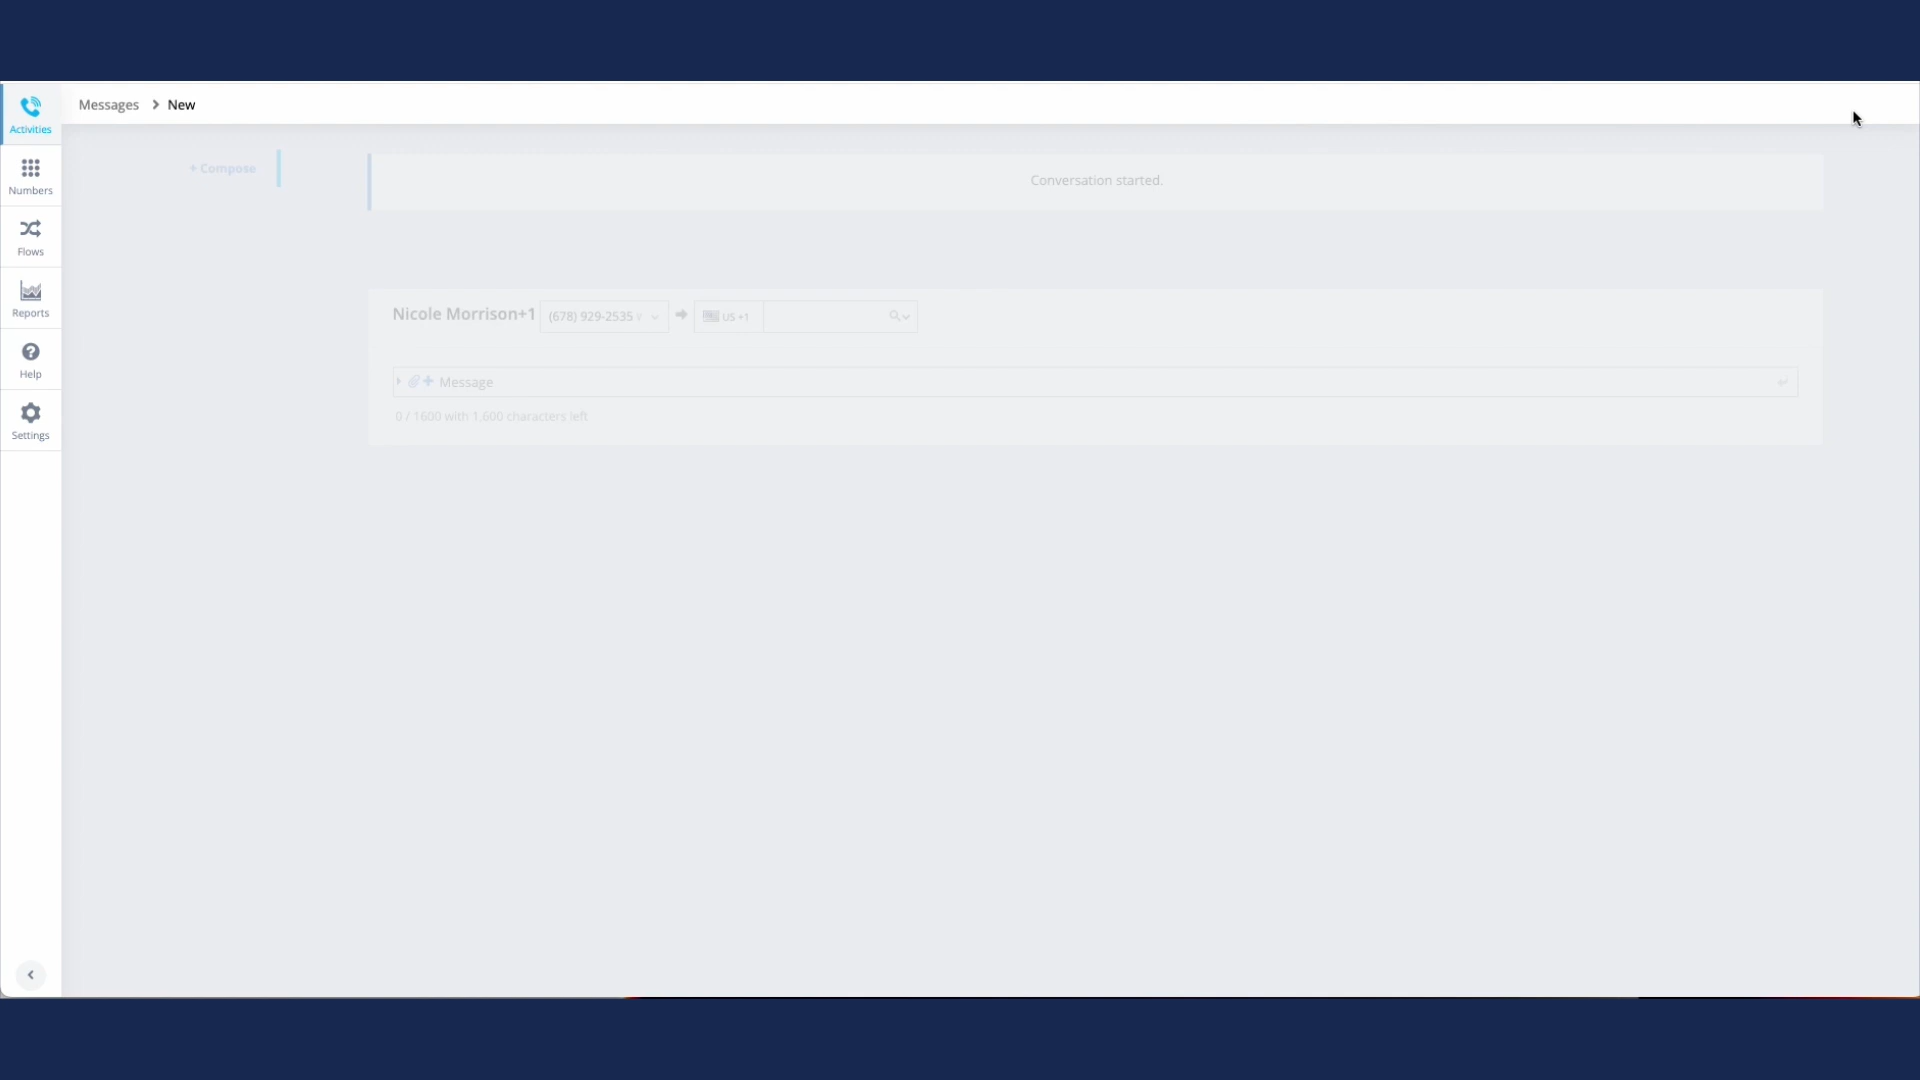 Messages > New
Activities
Numbers
Flows
Reports
Help
Settings
+ Compose
Conversation started.
Nicole Morrison+1 (678) 929-2535 US +1
Message
0 / 1600 with 1,600 characters left